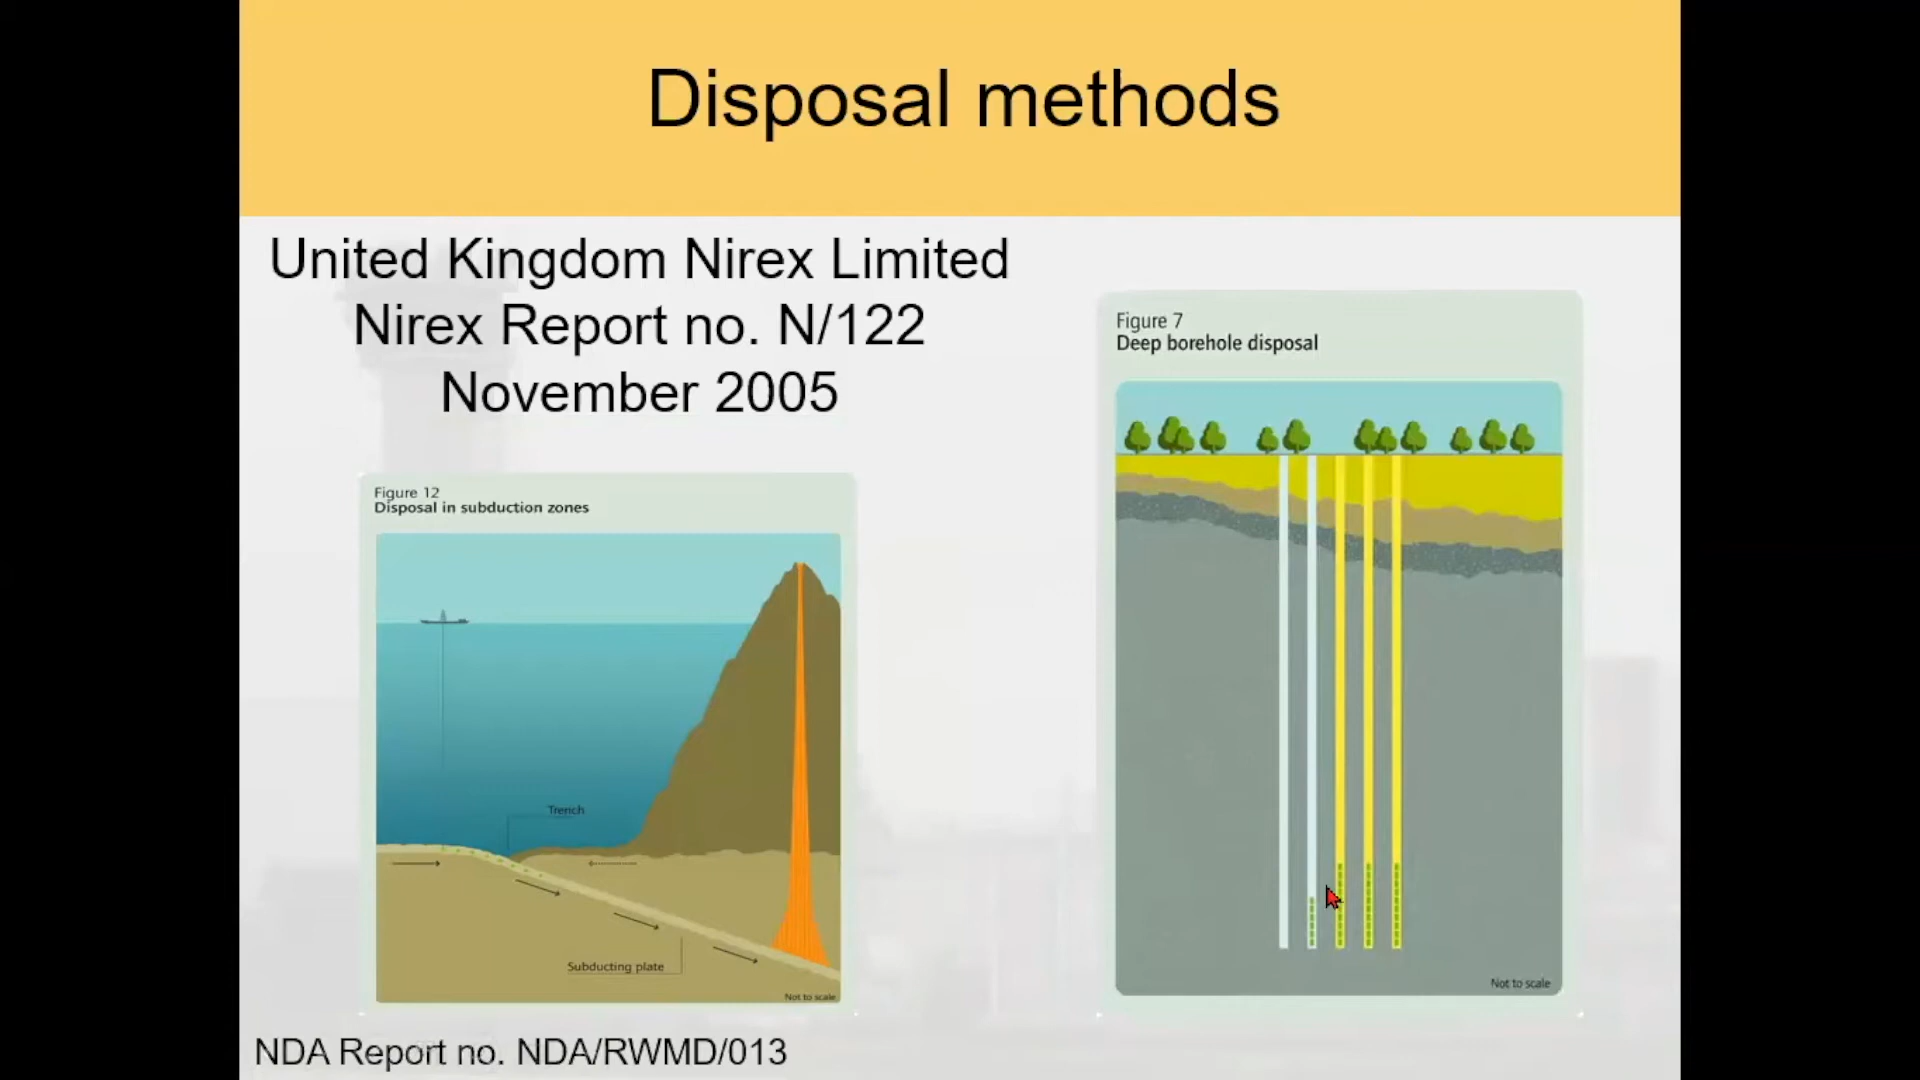 Disposal methods
United Kingdom Nirex Limited
Nirex Report no. N/122
November 2005
Figure 12
Disposal in subduction zones
Trench
Subducting plate
Not to scale
Figure 7
Deep borehole disposal
Not to scale
NDA Report no. NDA/RWMD/013